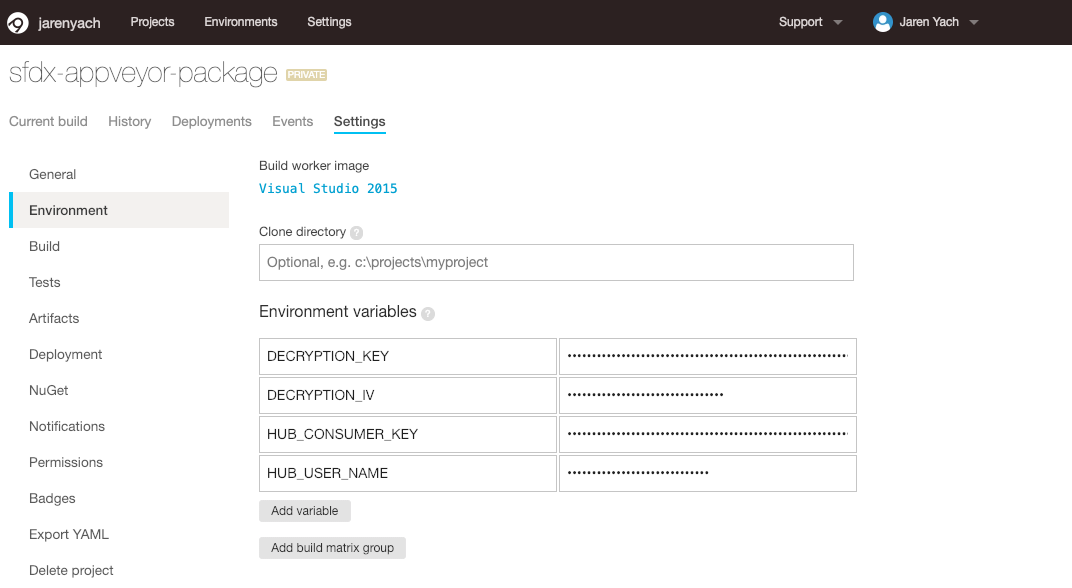 jarenyach Projects Environments Settings Support Jaren Yach
sfdx-appveyor-package PRIVATE
Current build History Deployments Events Settings
General
Environment
Build
Tests
Artifacts
Deployment
NuGet
Notifications
Permissions
Badges
Export YAML
Delete project
Build worker image
Visual Studio 2015
Clone directory ?
Optional, e.g. c:\projects\myproject
Environment variables ?
DECRYPTION_KEY
DECRYPTION_IV
HUB_CONSUMER_KEY
HUB_USER_NAME
Add variable
Add build matrix group